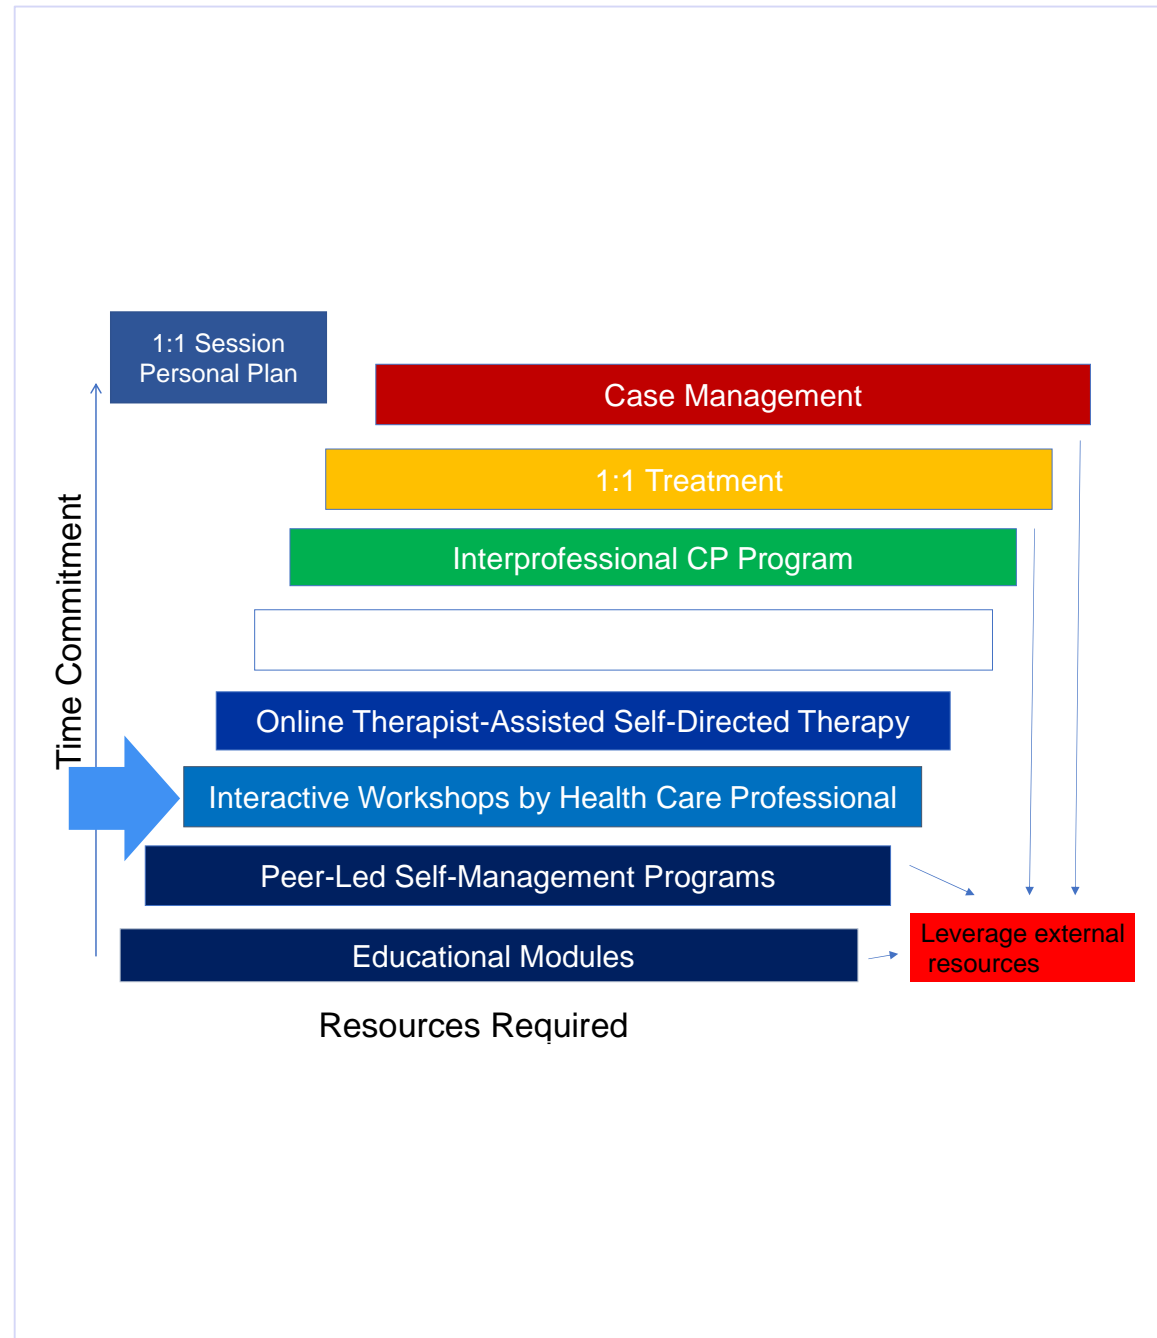 1:1 Session
Personal Plan
Case Management
1:1 Treatment
Interprofessional CP Program
Online Therapist-Assisted Self-Directed Therapy
Interactive Workshops by Health Care Professional
Peer-Led Self-Management Programs
Educational Modules
Leverage external
resources
Time Commitment
Resources Required